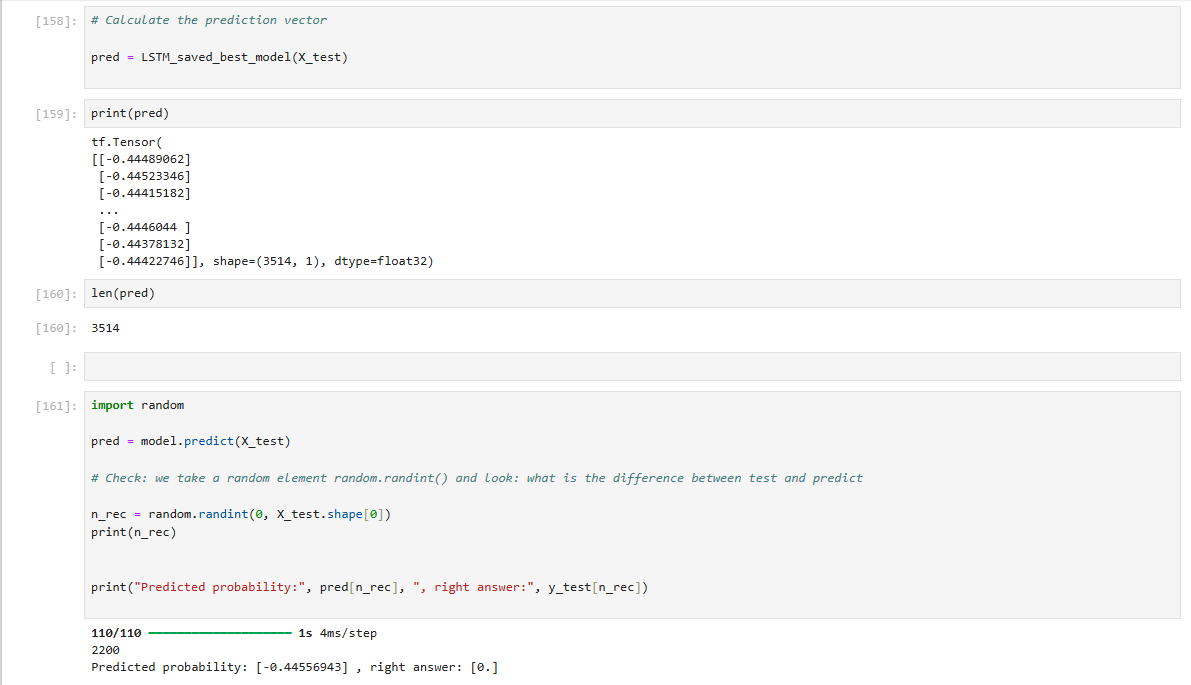 [158]: # Calculate the prediction vector
pred = LSTM_saved_best_model(X_test)
[159]: print(pred)
tf.Tensor(
[[-0.44489062]
[-0.44523346]
[-0.44415182]
...
[-0.4446044 ]
[-0.44378132]
[-0.44422746]], shape=(3514, 1), dtype=float32)
[160]: len(pred)
[160]: 3514
[ ]:
[161]: import random
pred = model.predict(X_test)
# Check: we take a random element random.randint() and look: what is the difference between test and predict
n_rec = random.randint(0, X_test.shape[0])
print(n_rec)
print("Predicted probability:", pred[n_rec], ", right answer:", y_test[n_rec])
110/110 ━━━━━━━━━━━━━━━━━━━━ 1s 4ms/step
2200
Predicted probability: [-0.44556943] , right answer: [0.]